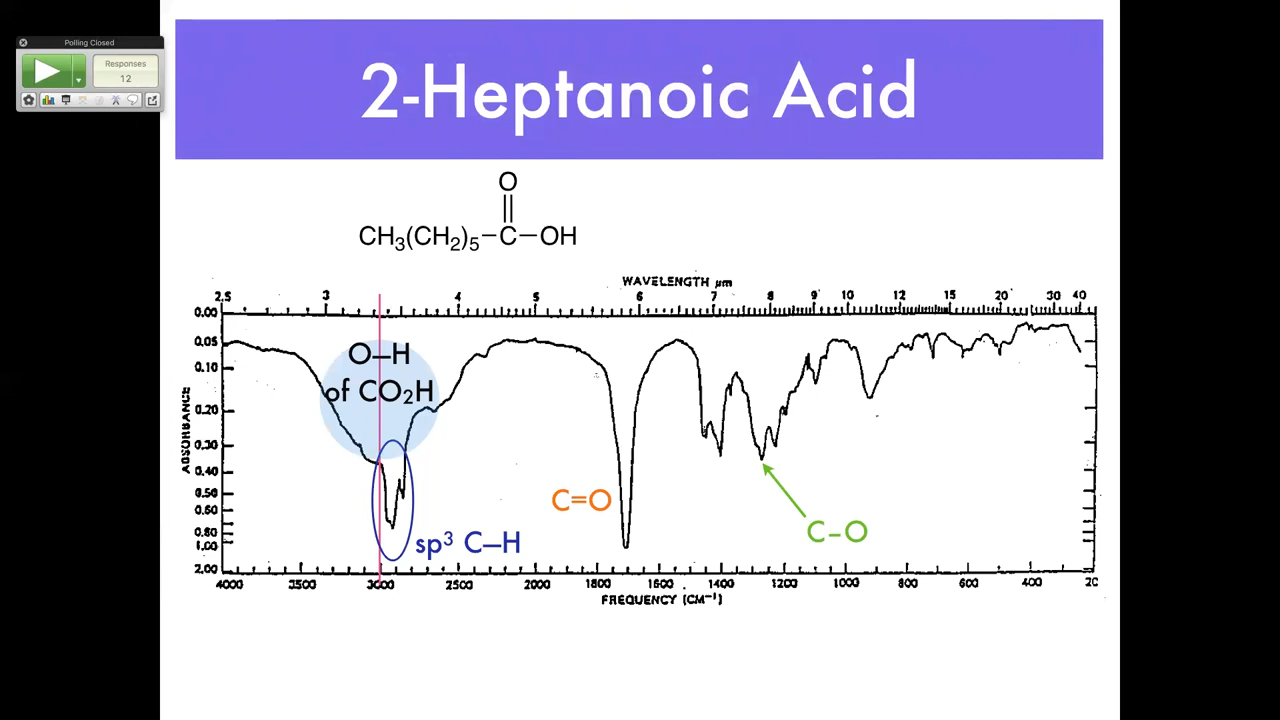 Polling Closed
Responses
12
2-Heptanoic Acid
O
CH3(CH2)5–C–OH
WAVELENGTH µm
2.5 3 4 5 6 7 8 9 10 12 15 20 30 40
0.00
0.05
0.10
0.20
0.30
0.40
0.50
0.60
0.80
1.00
2.00
ABSORBANCE
O–H
of CO2H
sp3 C–H
C=O
C–O
4000 3500 3000 2500 2000 1800 1600 1400 1200 1000 800 600 400 20
FREQUENCY (CM-1)